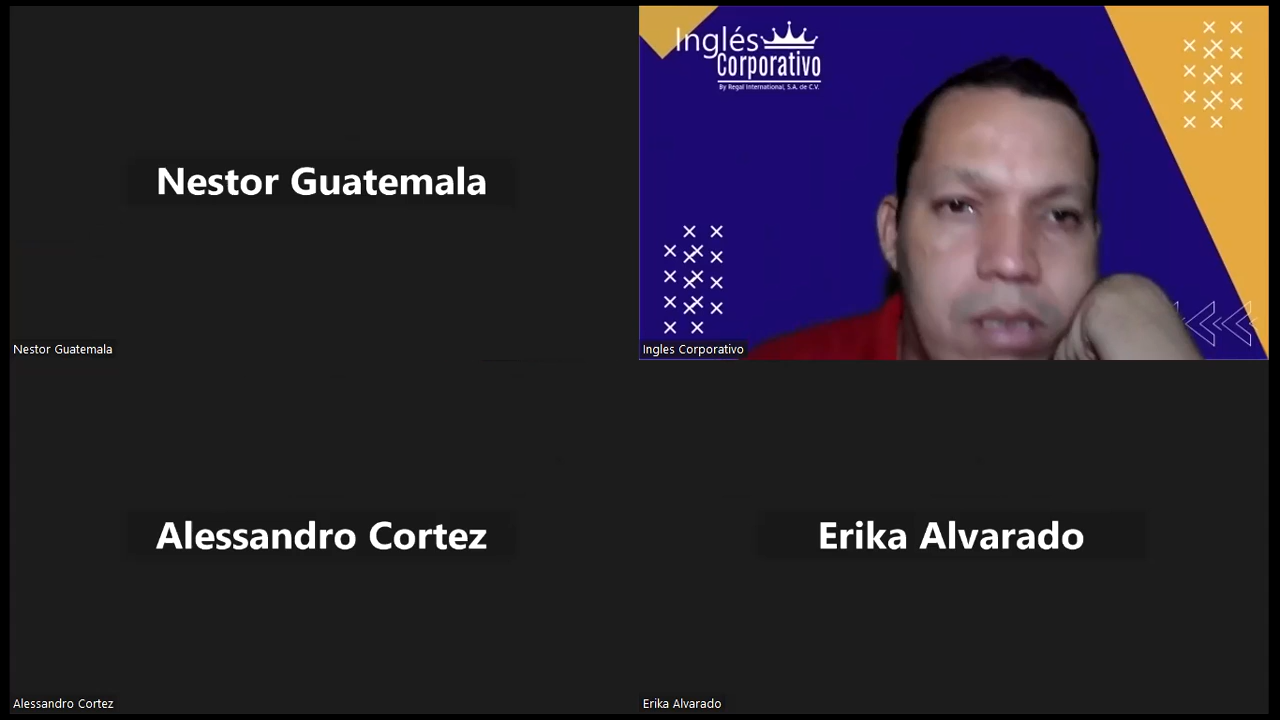 Nestor Guatemala
Nestor Guatemala
Inglés
Corporativo
By Regal International, S.A. de C.V.
Ingles Corporativo
Alessandro Cortez
Alessandro Cortez
Erika Alvarado
Erika Alvarado